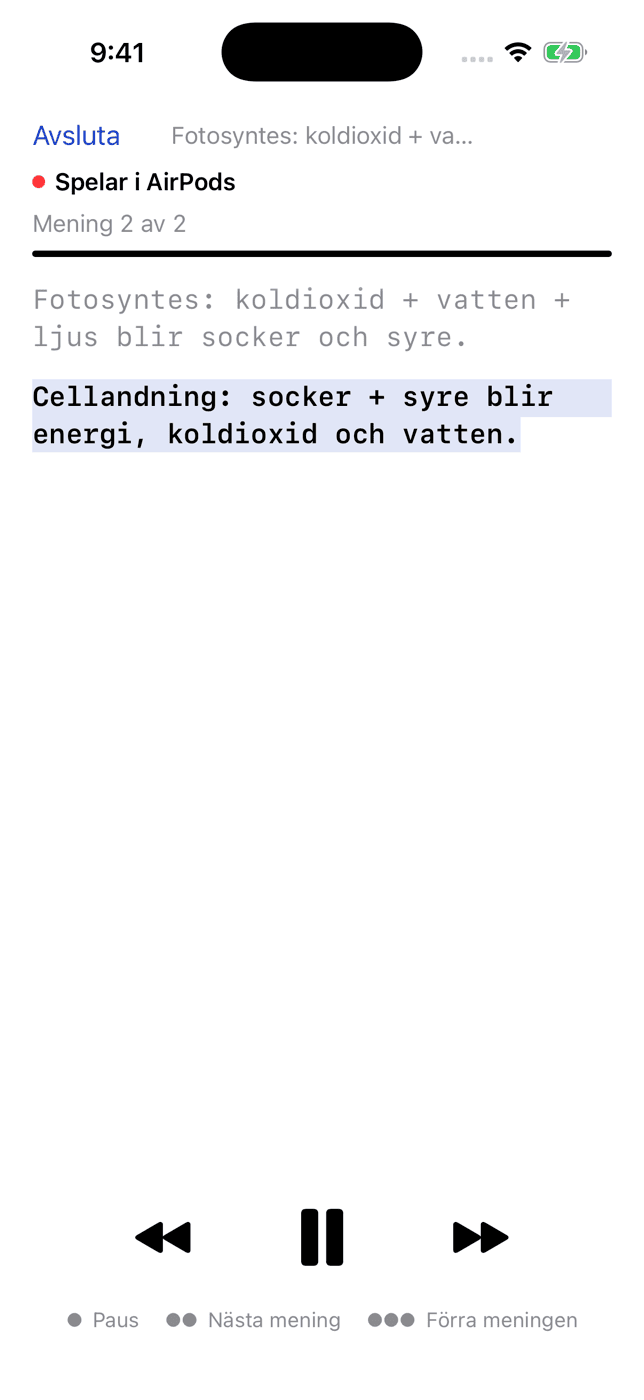 9:41
Avsluta
Fotosyntes: koldioxid + va...
Spelar i AirPods
Mening 2 av 2
Fotosyntes: koldioxid + vatten +
ljus blir socker och syre.
Cellandning: socker + syre blir
energi, koldioxid och vatten.
Paus
Nästa mening
Förra meningen